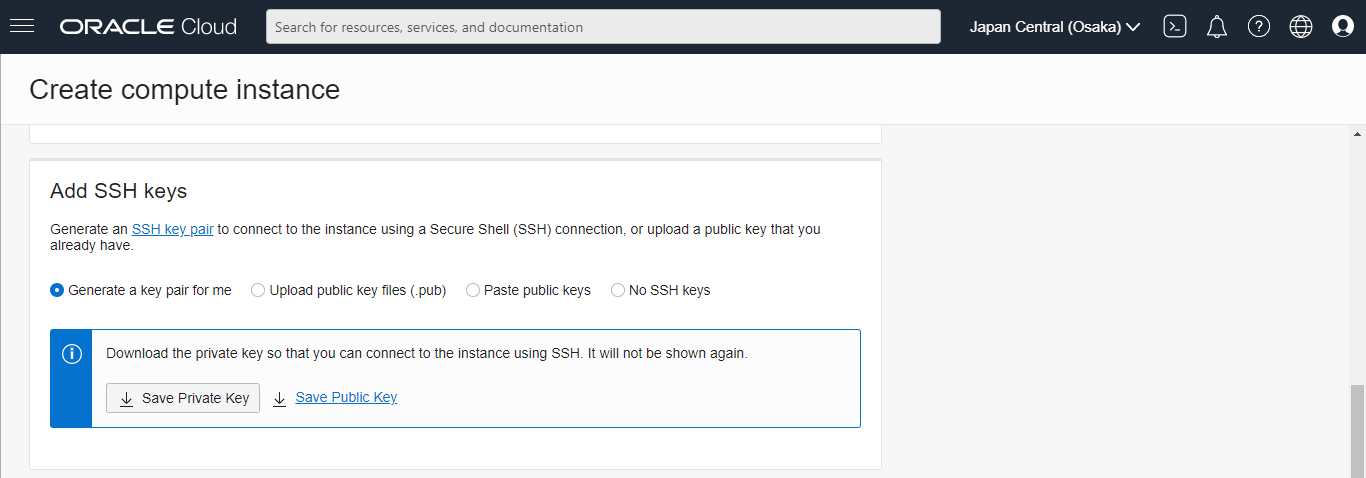 ORACLE Cloud
Search for resources, services, and documentation
Japan Central (Osaka)
Create compute instance
Add SSH keys
Generate an SSH key pair to connect to the instance using a Secure Shell (SSH) connection, or upload a public key that you
already have.
Generate a key pair for me
Upload public key files (.pub)
Paste public keys
No SSH keys
Download the private key so that you can connect to the instance using SSH. It will not be shown again.
Save Private Key
Save Public Key